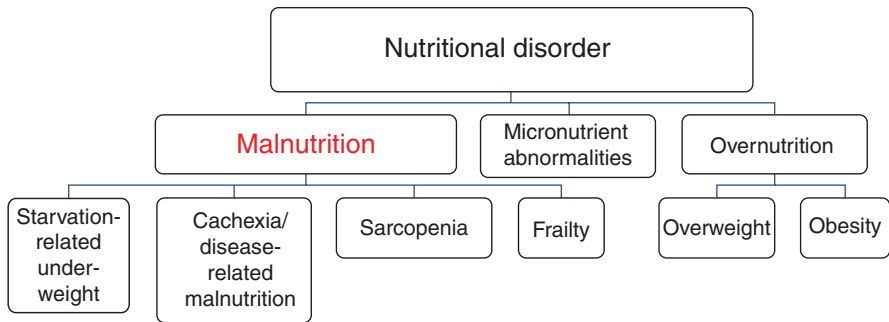 Nutritional disorder
Malnutrition
Micronutrient
abnormalities
Overnutrition
Starvation-
related
under-
weight
Cachexia/
disease-
related
malnutrition
Sarcopenia
Frailty
Overweight
Obesity